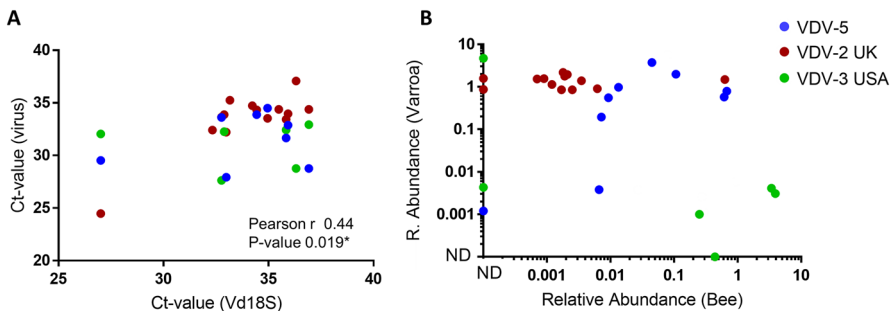 A
B
VDV-5
VDV-2 UK
VDV-3 USA
40
35
30
25
20
Ct-value (virus)
Pearson r 0.44
P-value 0.019*
25 30 35 40
Ct-value (Vd18S)
10
1
0.1
0.01
0.001
ND
R. Abundance (Varroa)
ND 0.001 0.01 0.1 1 10
Relative Abundance (Bee)